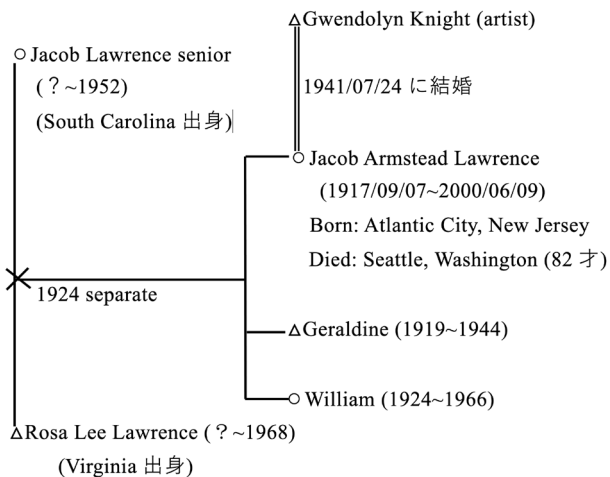 Gwendolyn Knight (artist)
Jacob Lawrence senior
(？~1952)
(South Carolina 出身)
1941/07/24 に結婚
Jacob Armstead Lawrence
(1917/09/07~2000/06/09)
Born: Atlantic City, New Jersey
Died: Seattle, Washington (82 才)
1924 separate
Geraldine (1919~1944)
William (1924~1966)
Rosa Lee Lawrence (？~1968)
(Virginia 出身)